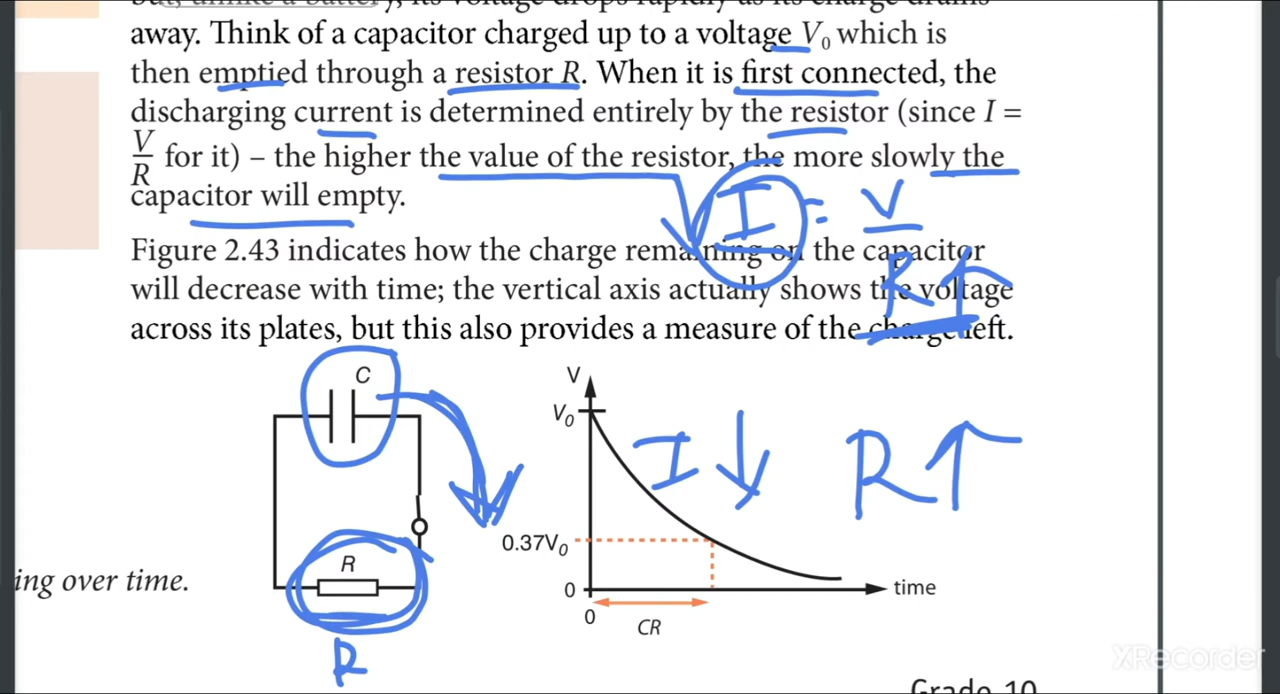 away. Think of a capacitor charged up to a voltage V₀ which is
then emptied through a resistor R. When it is first connected, the
discharging current is determined entirely by the resistor (since I =
V/R for it) – the higher the value of the resistor, the more slowly the
capacitor will empty.
I = V/R↑
Figure 2.43 indicates how the charge remaining on the capacitor
will decrease with time; the vertical axis actually shows the voltage
across its plates, but this also provides a measure of the charge left.
C
R
R
V
V₀
I ↓ R↑
0.37V₀
0
0
CR
time
ing over time.
XRecorder
Grade 10